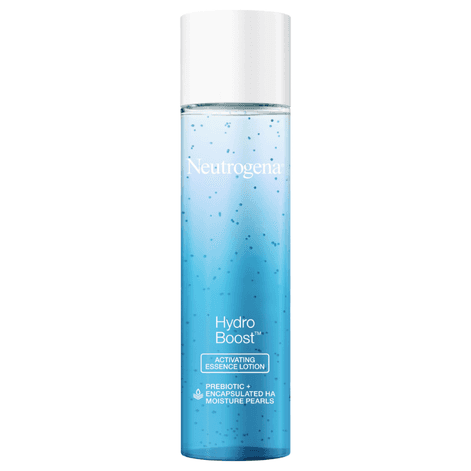 Neutrogena
Hydro
Boost™
ACTIVATING
ESSENCE LOTION
PREBIOTIC +
ENCAPSULATED HA
MOISTURE PEARLS